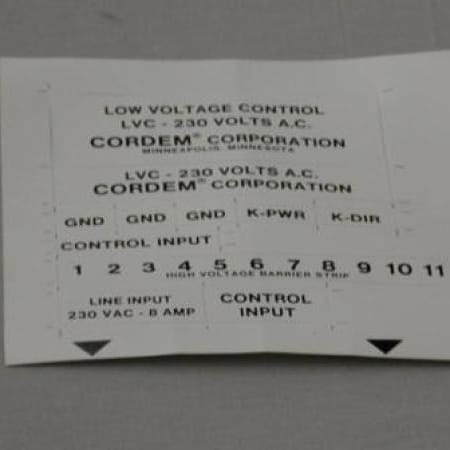 LOW VOLTAGE CONTROL
LVC - 230 VOLTS A.C.
CORDEM® CORPORATION
MINNEAPOLIS, MINNESOTA
LVC - 230 VOLTS A.C.
CORDEM® CORPORATION
GND GND GND K-PWR K-DIR
CONTROL INPUT
1 2 3 4 5 6 7 8 9 10 11
HIGH VOLTAGE BARRIER STRIP
LINE INPUT
230 VAC - 8 AMP
CONTROL
INPUT